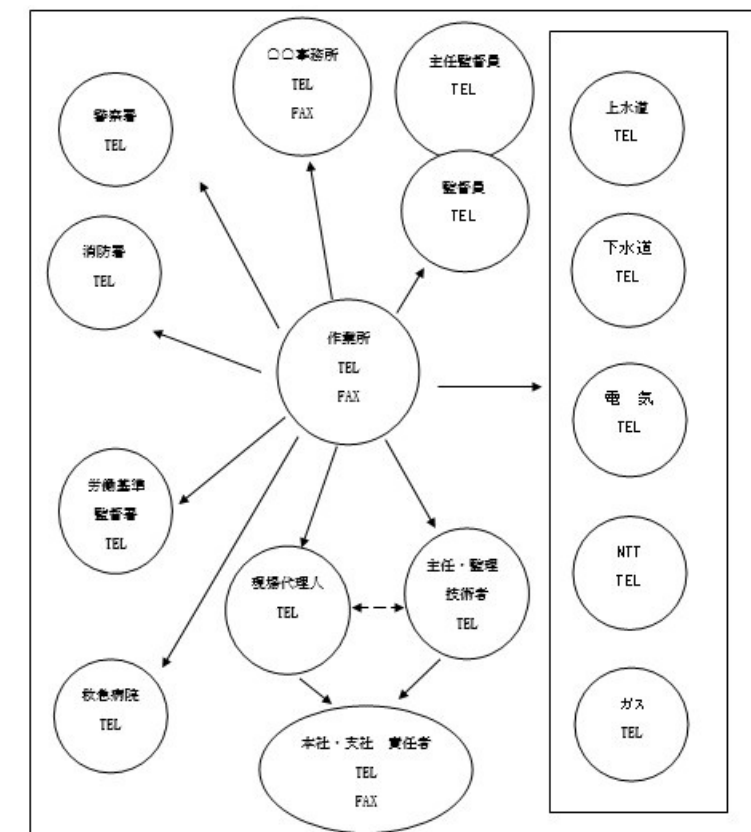 〇〇事務所
TEL
FAX
主任監督員
TEL
警察署
TEL
上水道
TEL
監督員
TEL
消防署
TEL
下水道
TEL
作業所
TEL
FAX
電　気
TEL
労働基準
監督署
TEL
NTT
TEL
現場代理人
TEL
主任・監理
技術者
TEL
救急病院
TEL
ガス
TEL
本社・支社　責任者
TEL
FAX